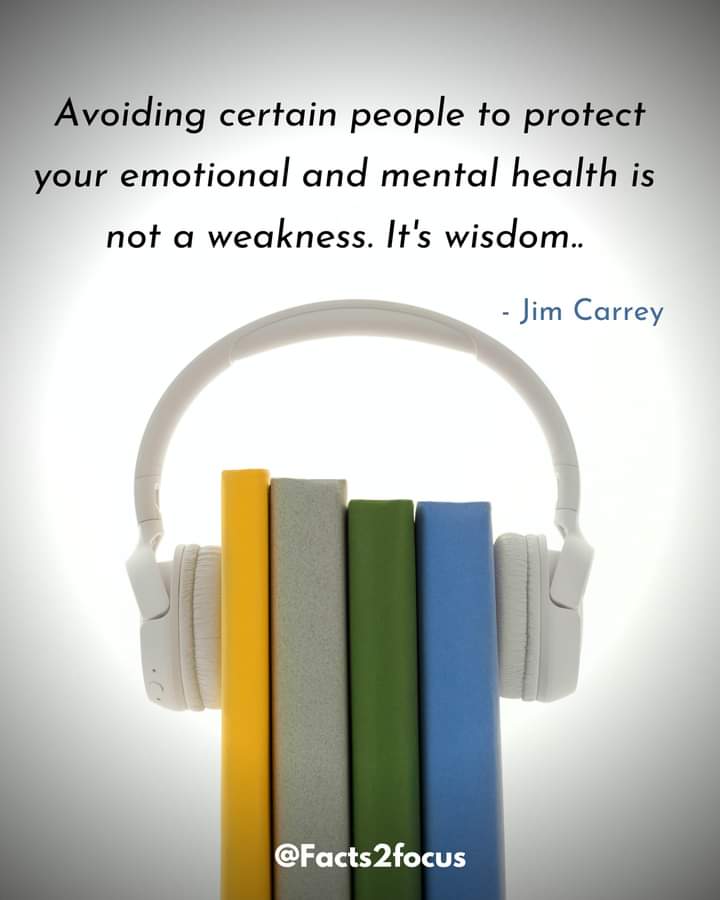 Avoiding certain people to protect
your emotional and mental health is
not a weakness. It's wisdom..
- Jim Carrey
@Facts2focus